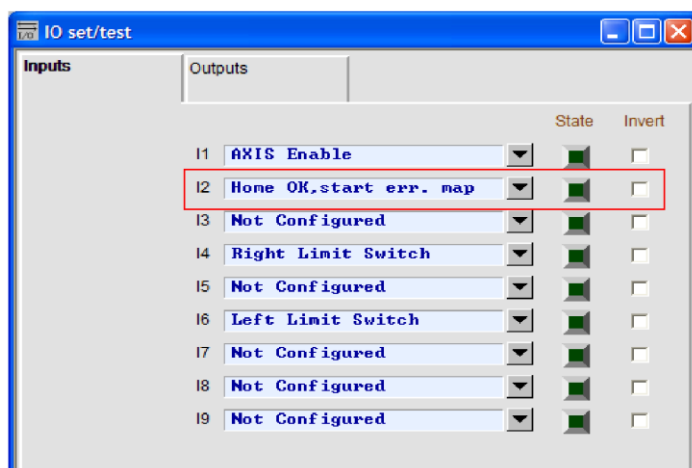 I/O IO set/test
Inputs Outputs
State Invert
I1 AXIS Enable
I2 Home OK,start err. map
I3 Not Configured
I4 Right Limit Switch
I5 Not Configured
I6 Left Limit Switch
I7 Not Configured
I8 Not Configured
I9 Not Configured